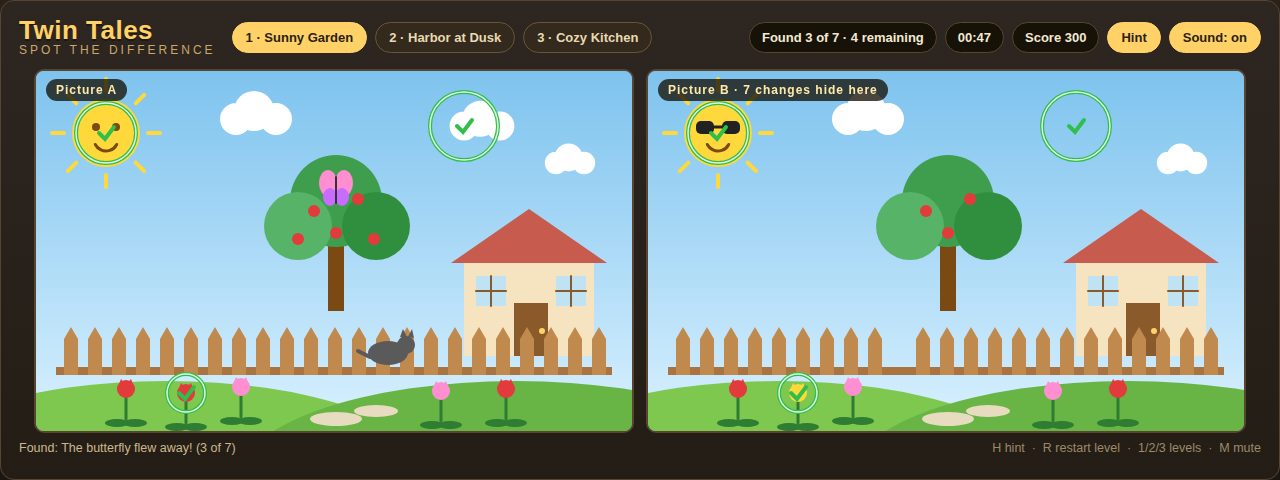 Twin Tales
SPOT THE DIFFERENCE
1 · Sunny Garden
2 · Harbor at Dusk
3 · Cozy Kitchen
Found 3 of 7 · 4 remaining
00:47
Score 300
Hint
Sound: on
Picture A
Picture B · 7 changes hide here
Found: The butterfly flew away! (3 of 7)
H hint · R restart level · 1/2/3 levels · M mute